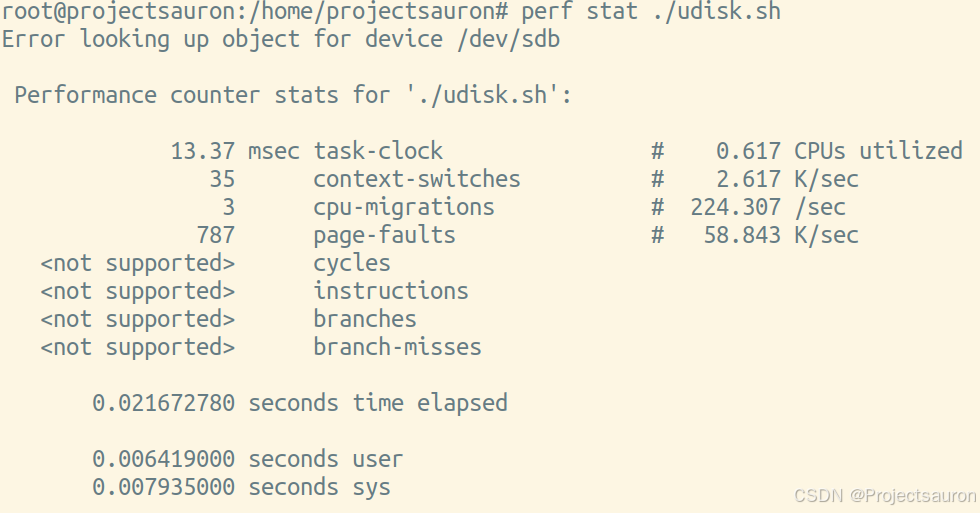 root@projectsauron:/home/projectsauron# perf stat ./udisk.sh
Error looking up object for device /dev/sdb
Performance counter stats for './udisk.sh':
13.37 msec task-clock # 0.617 CPUs utilized
35 context-switches # 2.617 K/sec
3 cpu-migrations # 224.307 /sec
787 page-faults # 58.843 K/sec
<not supported> cycles
<not supported> instructions
<not supported> branches
<not supported> branch-misses
0.021672780 seconds time elapsed
0.006419000 seconds user
0.007935000 seconds sys
CSDN @Projectsauron